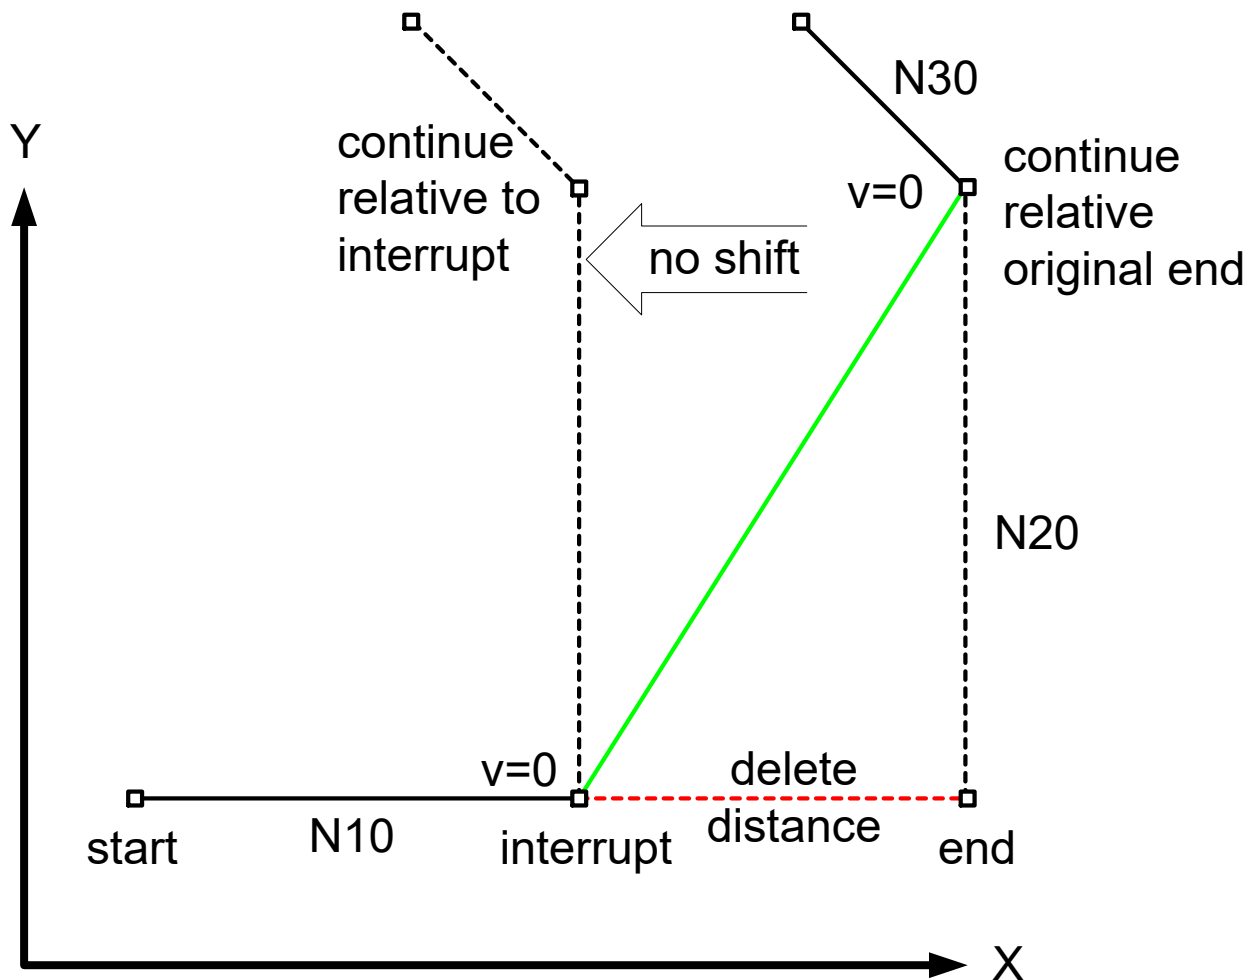 N30
Y
continue
relative to
interrupt
continue
relative
original end
v=0
no shift
N20
v=0
delete
distance
start
N10
interrupt
end
X